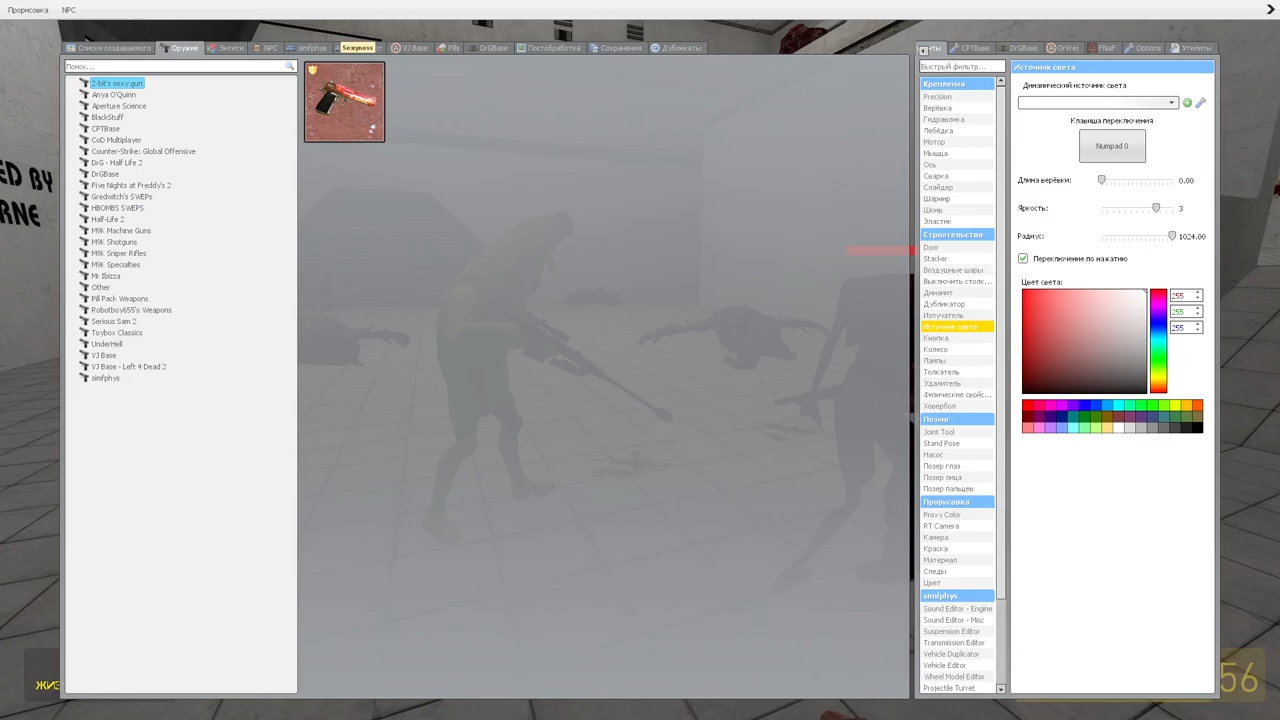 Прорисовка NPC
Списки создаваемого Оружие Энтити NPC simfphys Sexyness VJ Base Pills DrGBase Постобработка Сохранения Дубликаты
CPTBase DrGBase DrVrej FNaF Options Утилиты
Поиск...
2-bit's sexy gun
Anya O'Quinn
Aperture Science
BlackStuff
CPTBase
CoD Multiplayer
Counter-Strike: Global Offensive
DrG - Half Life 2
DrGBase
Five Nights at Freddy's 2
Gredwitch's SWEPs
HBOMBS SWEPS
Half-Life 2
M9K Machine Guns
M9K Shotguns
M9K Sniper Rifles
M9K Specialties
Mr Ibizza
Other
Pill Pack Weapons
Robotboy655's Weapons
Serious Sam 2
Toybox Classics
UnderHell
VJ Base
VJ Base - Left 4 Dead 2
simfphys
ED BY
RNE
ЖИЗ
Быстрый фильтр...
Крепления
Precision
Верёвка
Гидравлика
Лебёдка
Мотор
Мышца
Ось
Сварка
Слайдер
Шарнир
Шкив
Эластик
Строительство
Door
Stacker
Воздушные шары
Выключить столк...
Динамит
Дубликатор
Излучатель
Источник света
Кнопка
Колесо
Лампы
Толкатель
Удалитель
Физические свой...
Ховербол
Позинг
Joint Tool
Stand Pose
Насос
Позер глаз
Позер лица
Позер пальцев
Прорисовка
Proxy Color
RT Camera
Камера
Краска
Материал
Следы
Цвет
simfphys
Sound Editor - Engine
Sound Editor - Misc
Suspension Editor
Transmission Editor
Vehicle Duplicator
Vehicle Editor
Wheel Model Editor
Projectile Turret
Источник света
Динамический источник света
Клавиша переключения
Numpad 0
Длина верёвки: 0.00
Яркость: 3
Радиус: 1024.00
Переключение по нажатию
Цвет света:
255
255
255
56